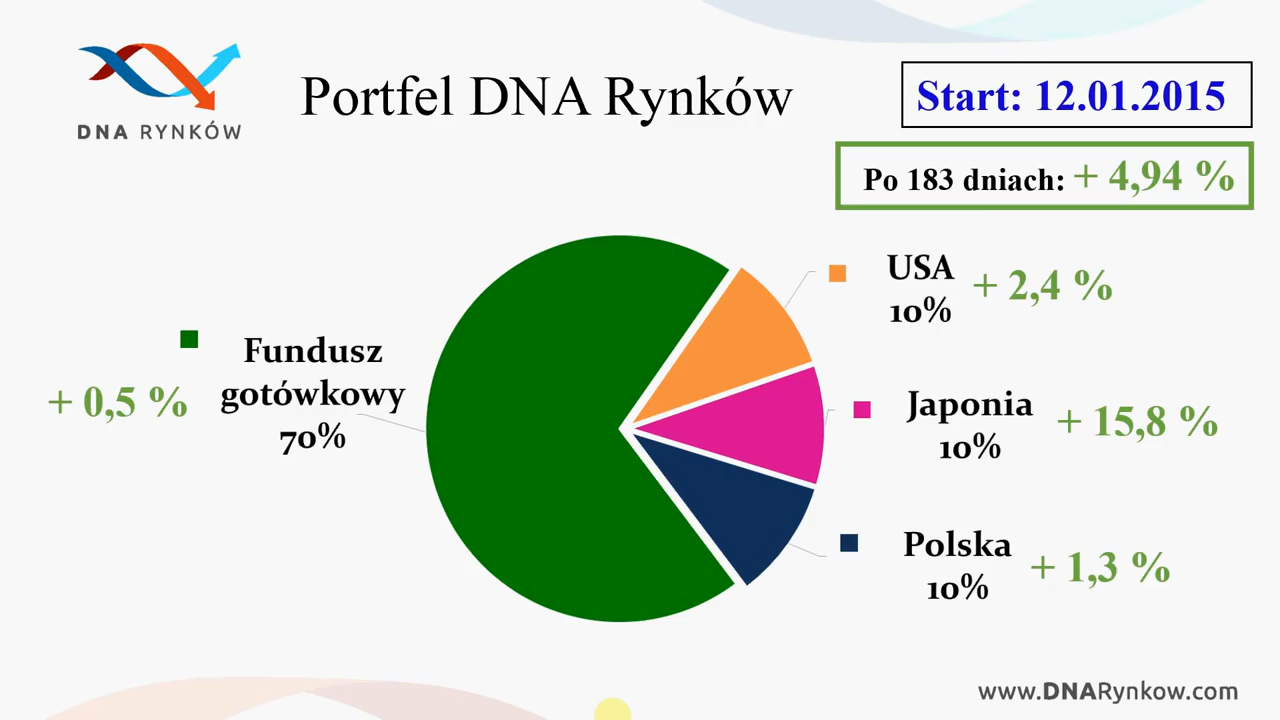 DNA RYNKÓW
Portfel DNA Rynków
Start: 12.01.2015
Po 183 dniach: + 4,94 %
USA
10%
+ 2,4 %
Fundusz
gotówkowy
70%
+ 0,5 %
Japonia
10%
+ 15,8 %
Polska
10%
+ 1,3 %
www.DNARynkow.com